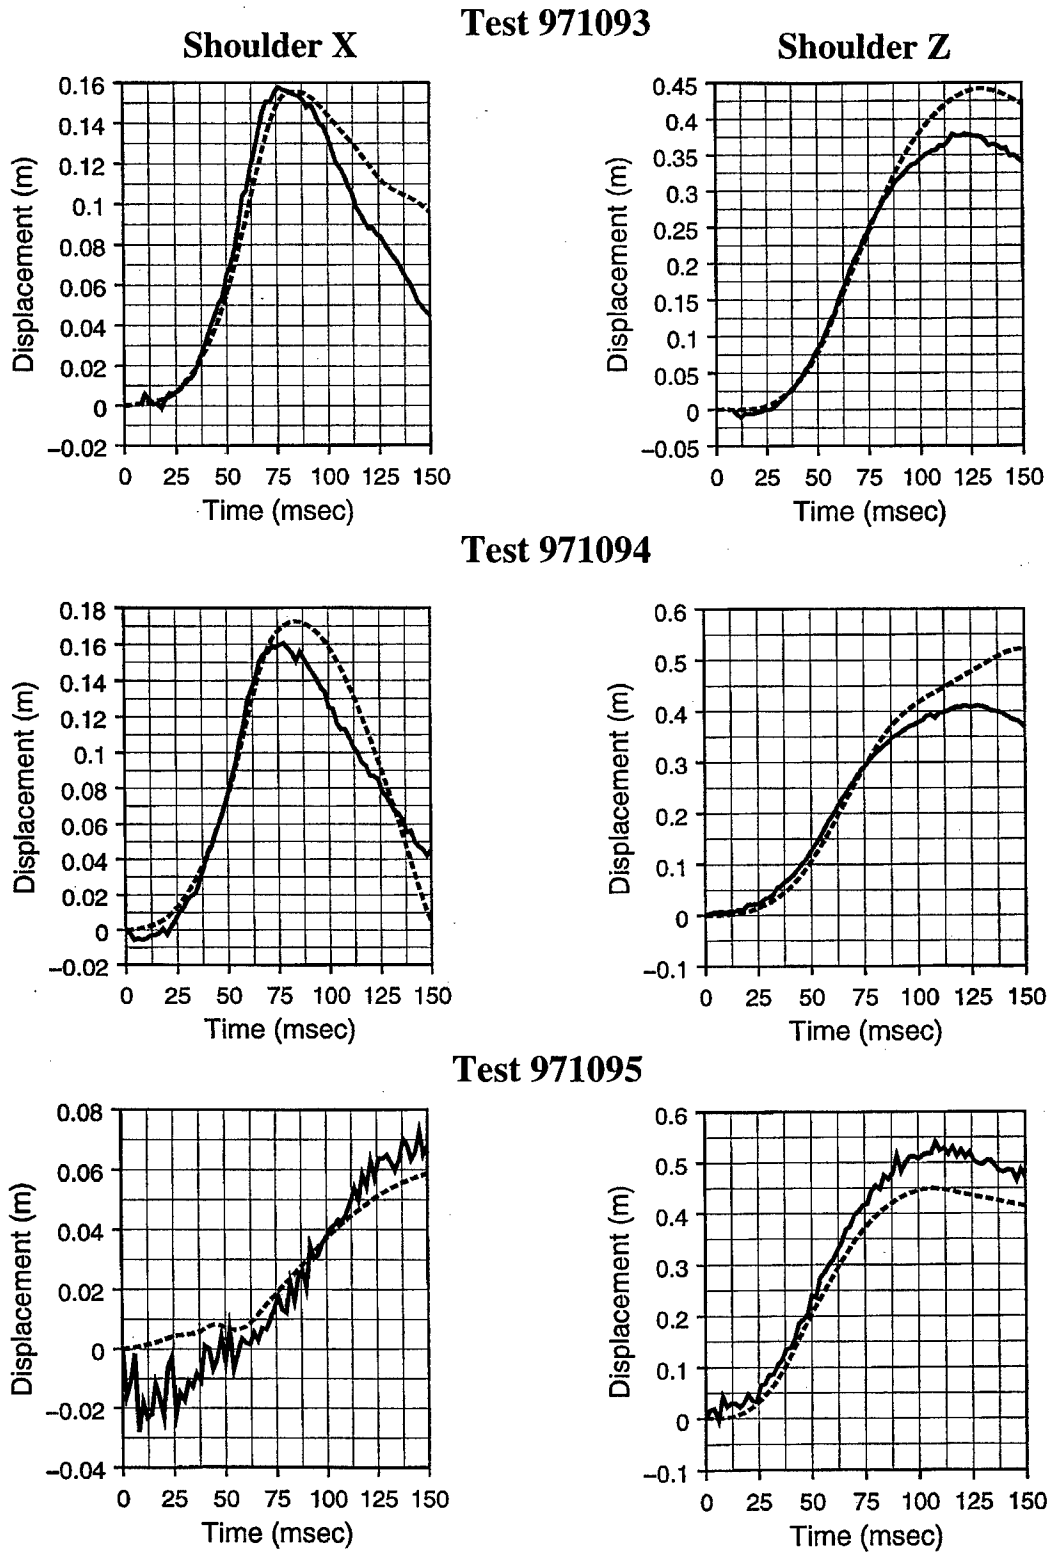 Test 971093
Shoulder X
Shoulder Z
Displacement (m)
0.16
0.14
0.12
0.1
0.08
0.06
0.04
0.02
0
−0.02
0 25 50 75 100 125 150
Time (msec)
Displacement (m)
0.45
0.4
0.35
0.3
0.25
0.2
0.15
0.1
0.05
0
−0.05
0 25 50 75 100 125 150
Time (msec)
Test 971094
Displacement (m)
0.18
0.16
0.14
0.12
0.1
0.08
0.06
0.04
0.02
0
−0.02
0 25 50 75 100 125 150
Time (msec)
Displacement (m)
0.6
0.5
0.4
0.3
0.2
0.1
0
−0.1
0 25 50 75 100 125 150
Time (msec)
Test 971095
Displacement (m)
0.08
0.06
0.04
0.02
0
−0.02
−0.04
0 25 50 75 100 125 150
Time (msec)
Displacement (m)
0.6
0.5
0.4
0.3
0.2
0.1
0
−0.1
0 25 50 75 100 125 150
Time (msec)